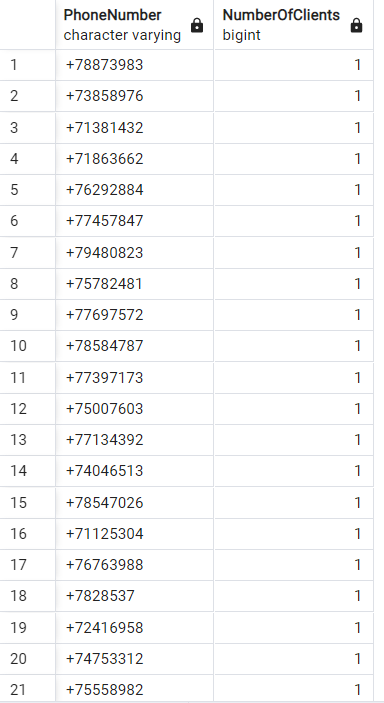 PhoneNumber NumberOfClients
character varying bigint
1 +78873983 1
2 +73858976 1
3 +71381432 1
4 +71863662 1
5 +76292884 1
6 +77457847 1
7 +79480823 1
8 +75782481 1
9 +77697572 1
10 +78584787 1
11 +77397173 1
12 +75007603 1
13 +77134392 1
14 +74046513 1
15 +78547026 1
16 +71125304 1
17 +76763988 1
18 +7828537 1
19 +72416958 1
20 +74753312 1
21 +75558982 1